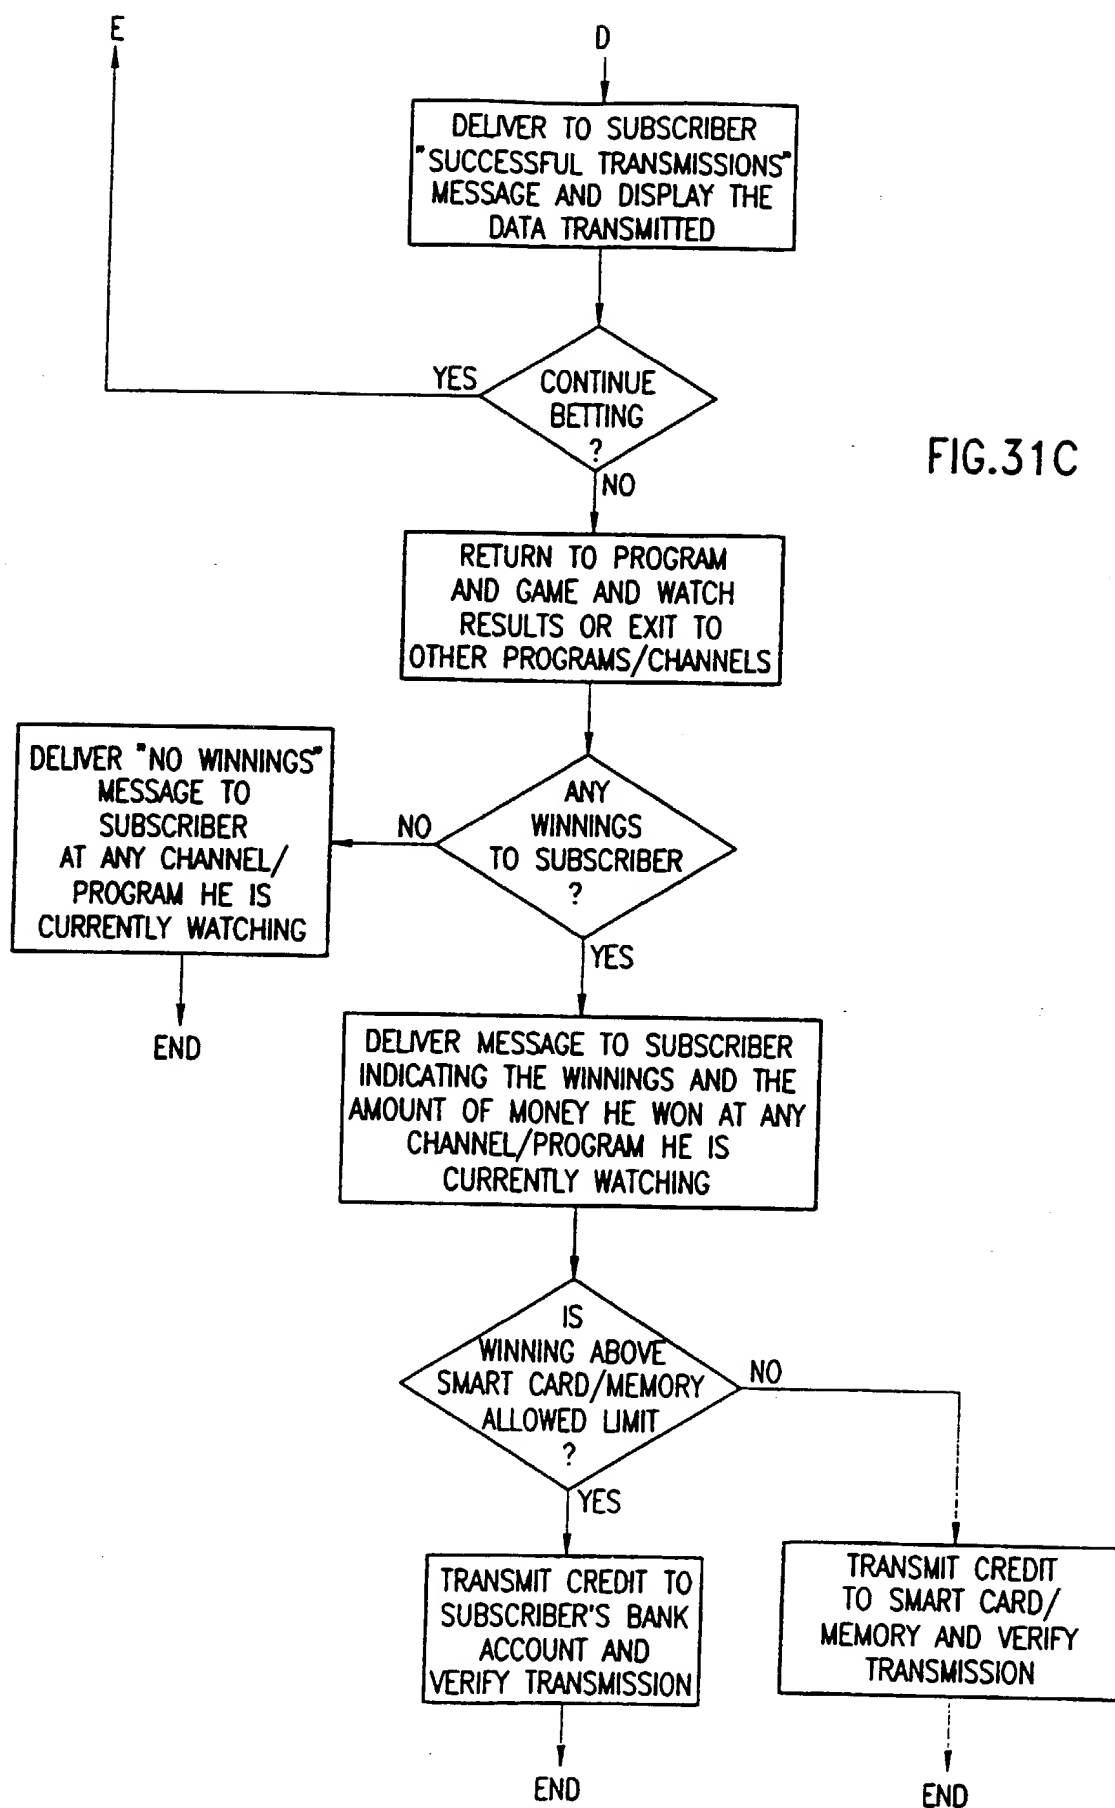 E
D
DELIVER TO SUBSCRIBER
"SUCCESSFUL TRANSMISSIONS"
MESSAGE AND DISPLAY THE
DATA TRANSMITTED
YES
CONTINUE
BETTING
?
NO
FIG.31C
RETURN TO PROGRAM
AND GAME AND WATCH
RESULTS OR EXIT TO
OTHER PROGRAMS/CHANNELS
DELIVER "NO WINNINGS"
MESSAGE TO
SUBSCRIBER
AT ANY CHANNEL/
PROGRAM HE IS
CURRENTLY WATCHING
NO
ANY
WINNINGS
TO SUBSCRIBER
?
YES
END
DELIVER MESSAGE TO SUBSCRIBER
INDICATING THE WINNINGS AND THE
AMOUNT OF MONEY HE WON AT ANY
CHANNEL/PROGRAM HE IS
CURRENTLY WATCHING
IS
WINNING ABOVE
SMART CARD/MEMORY
ALLOWED LIMIT
?
NO
YES
TRANSMIT CREDIT TO
SUBSCRIBER'S BANK
ACCOUNT AND
VERIFY TRANSMISSION
TRANSMIT CREDIT
TO SMART CARD/
MEMORY AND VERIFY
TRANSMISSION
END
END